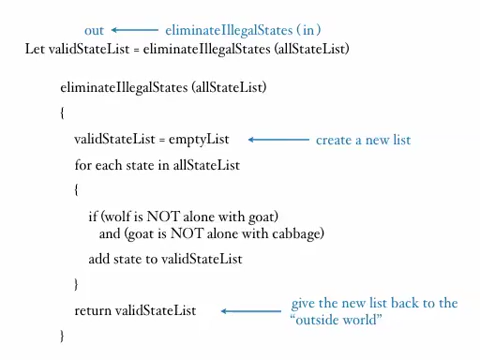 out eliminateIllegalStates ( in )
Let validStateList = eliminateIllegalStates (allStateList)
eliminateIllegalStates (allStateList)
{
validStateList = emptyList create a new list
for each state in allStateList
{
if (wolf is NOT alone with goat)
and (goat is NOT alone with cabbage)
add state to validStateList
}
return validStateList give the new list back to the
"outside world"
}